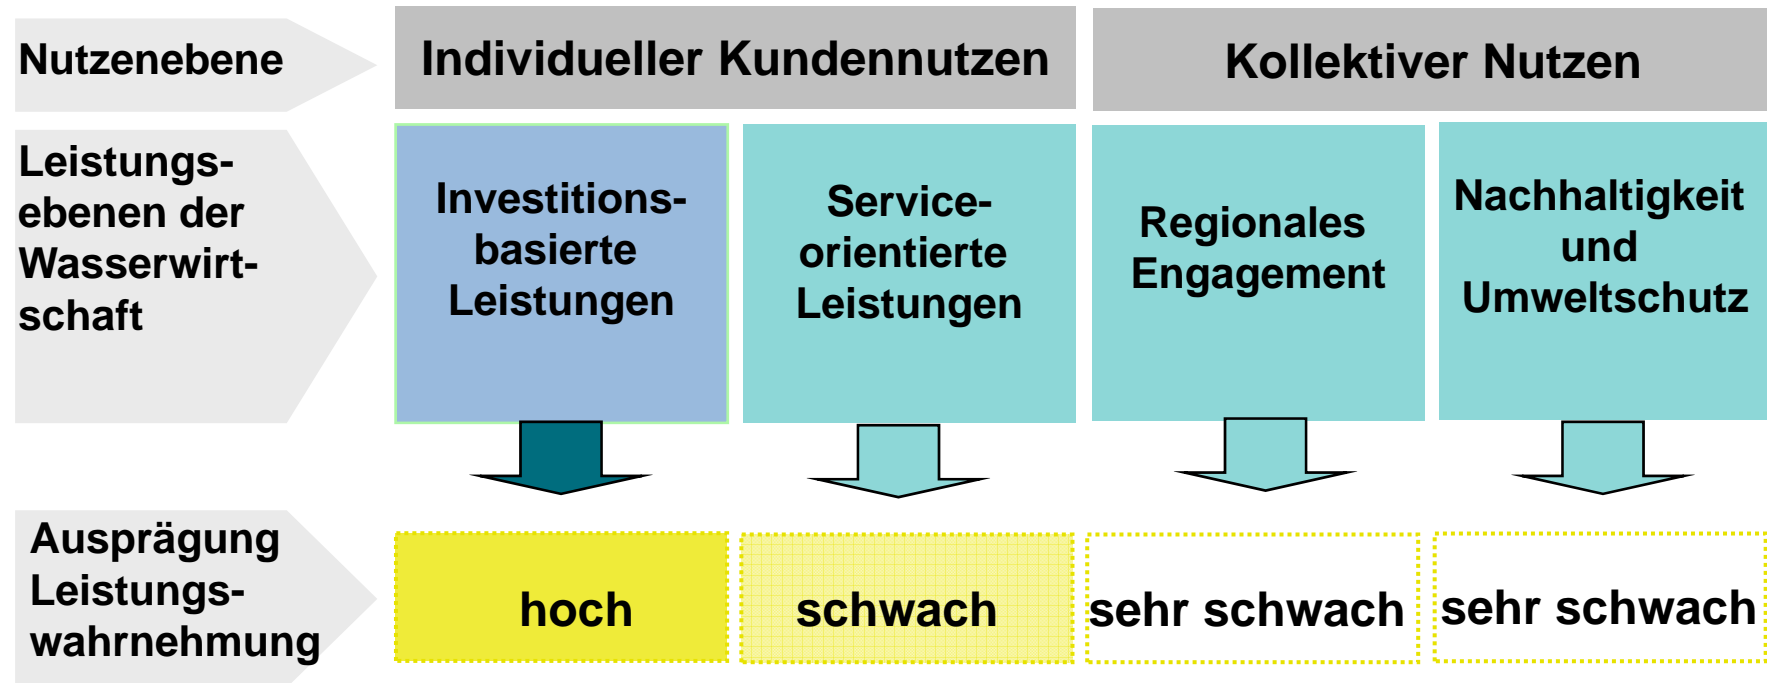 Nutzenebene
Individueller Kundennutzen
Kollektiver Nutzen
Leistungs-
ebenen der
Wasserwirt-
schaft
Investitions-
basierte
Leistungen
Service-
orientierte
Leistungen
Regionales
Engagement
Nachhaltigkeit
und
Umweltschutz
Ausprägung
Leistungs-
wahrnehmung
hoch
schwach
sehr schwach
sehr schwach